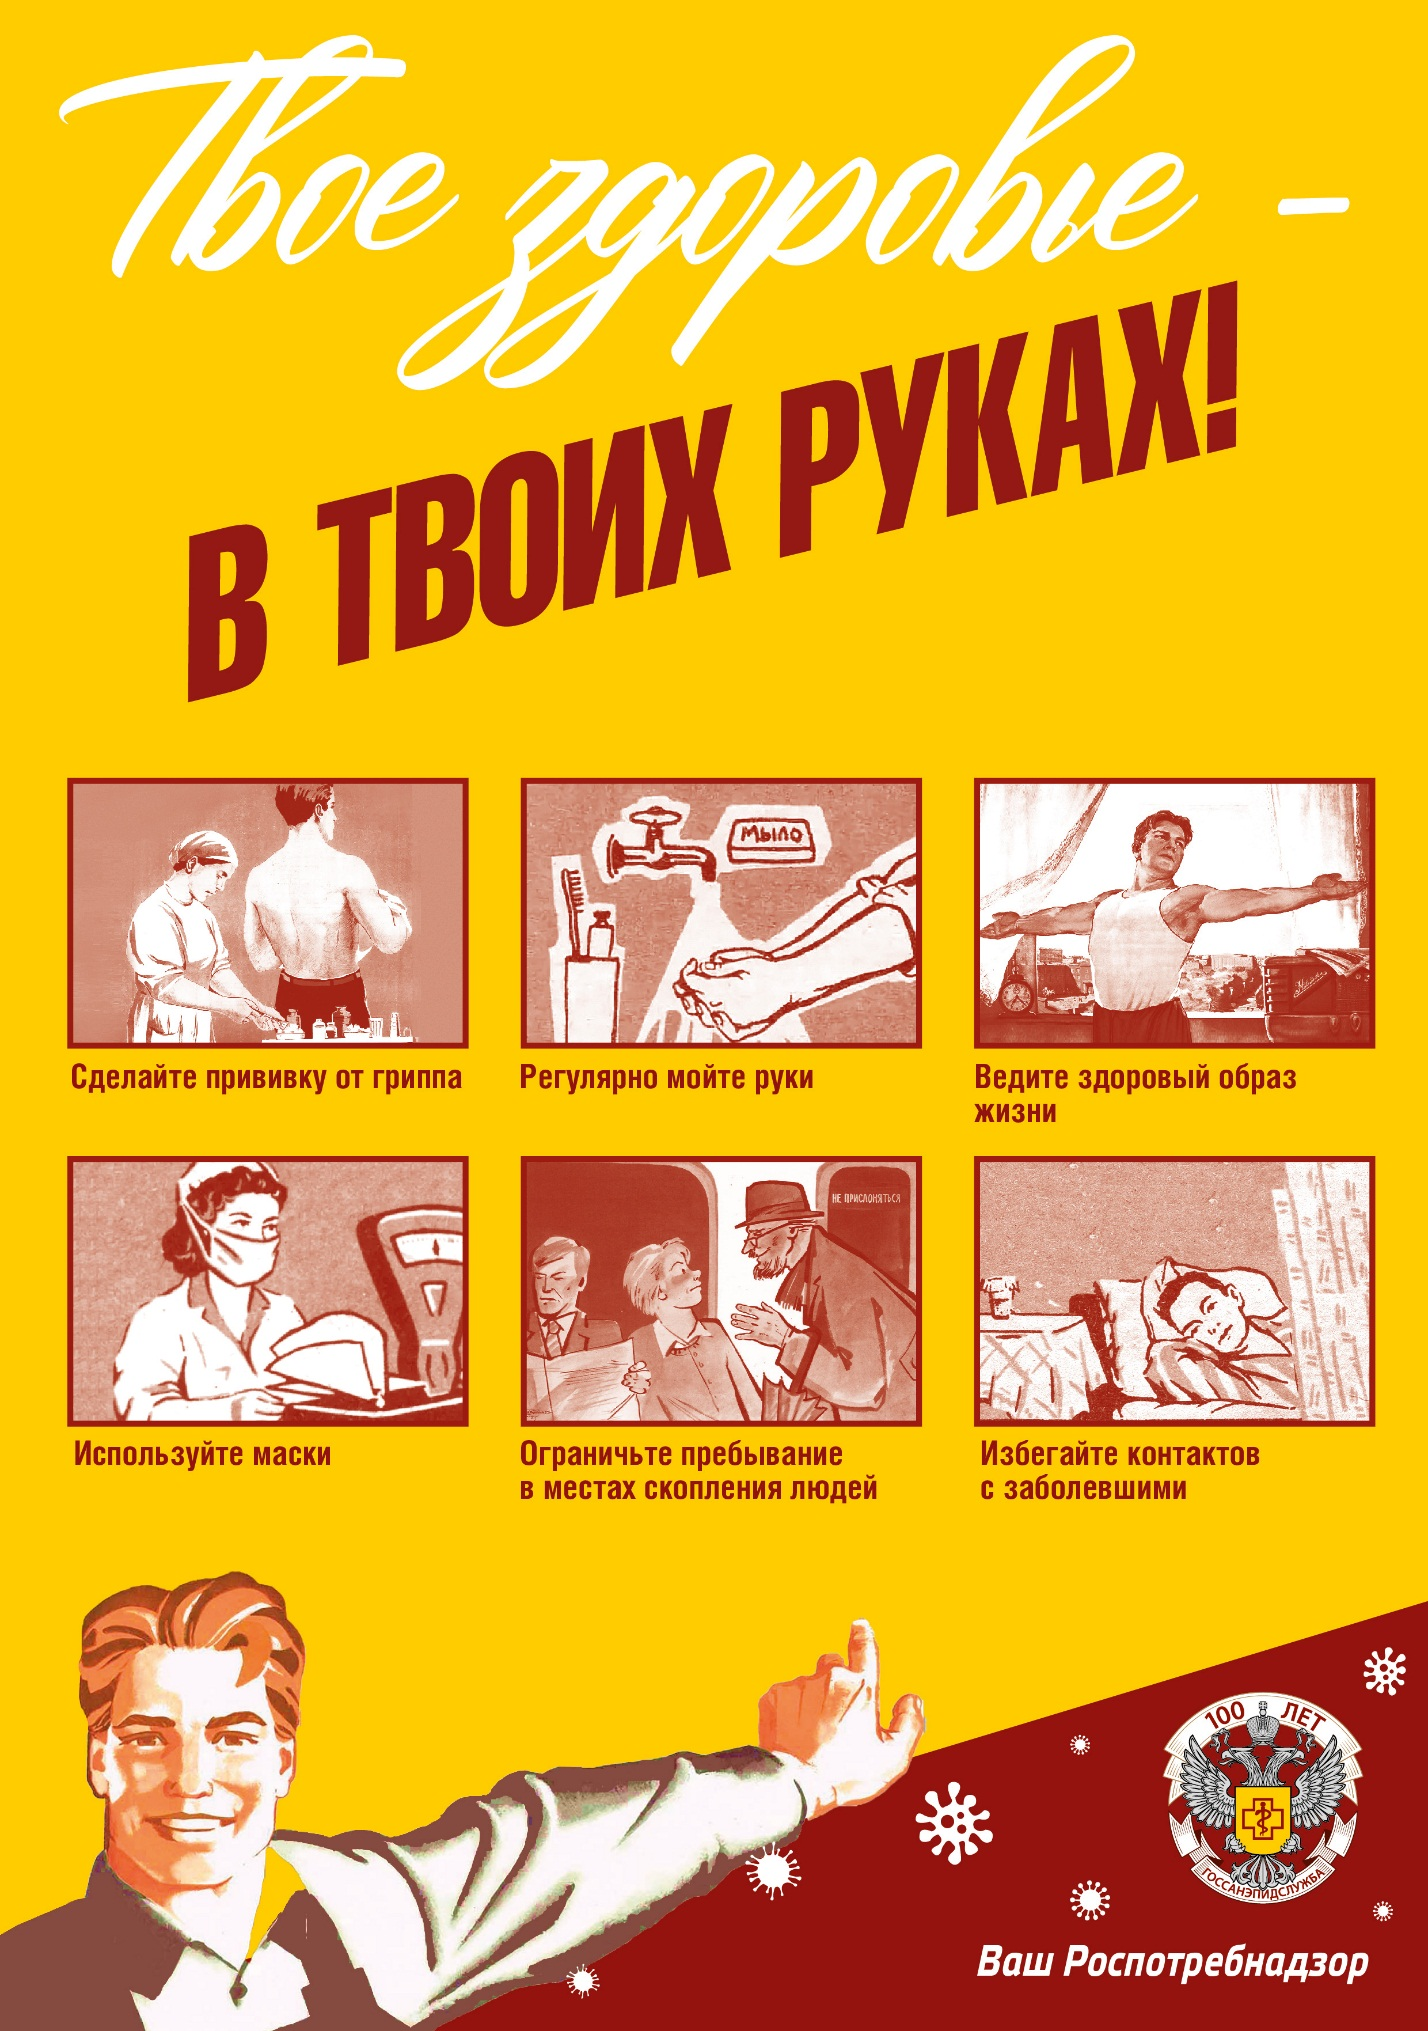 Твое здоровье -
В ТВОИХ РУКАХ!
МЫЛО
Сделайте прививку от гриппа
Регулярно мойте руки
Ведите здоровый образ
жизни
НЕ ПРИСЛОНЯТЬСЯ
Используйте маски
Ограничьте пребывание
в местах скопления людей
Избегайте контактов
с заболевшими
100 ЛЕТ
ГОССАНЭПИДСЛУЖБА
Ваш Роспотребнадзор